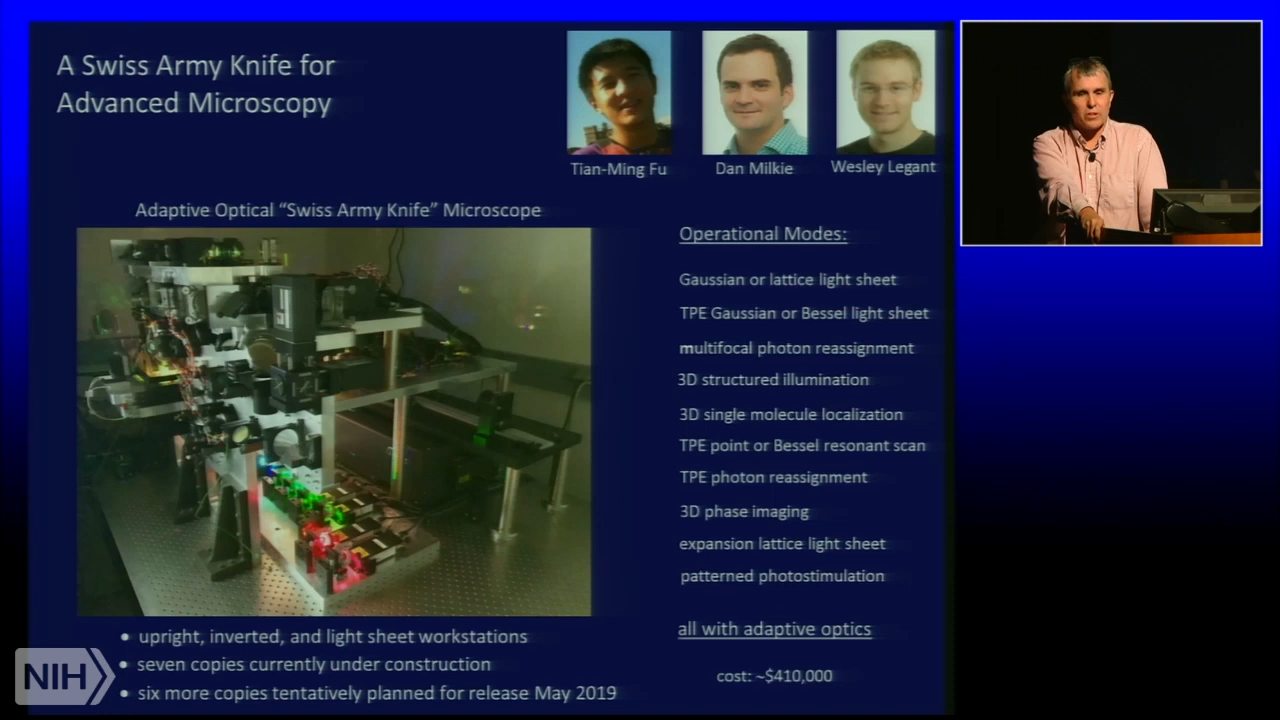 A Swiss Army Knife for
Advanced Microscopy
Tian-Ming Fu
Dan Milkie
Wesley Legant
Adaptive Optical “Swiss Army Knife” Microscope
Operational Modes:
Gaussian or lattice light sheet
TPE Gaussian or Bessel light sheet
multifocal photon reassignment
3D structured illumination
3D single molecule localization
TPE point or Bessel resonant scan
TPE photon reassignment
3D phase imaging
expansion lattice light sheet
patterned photostimulation
all with adaptive optics
cost: ~$410,000
• upright, inverted, and light sheet workstations
• seven copies currently under construction
• six more copies tentatively planned for release May 2019
NIH